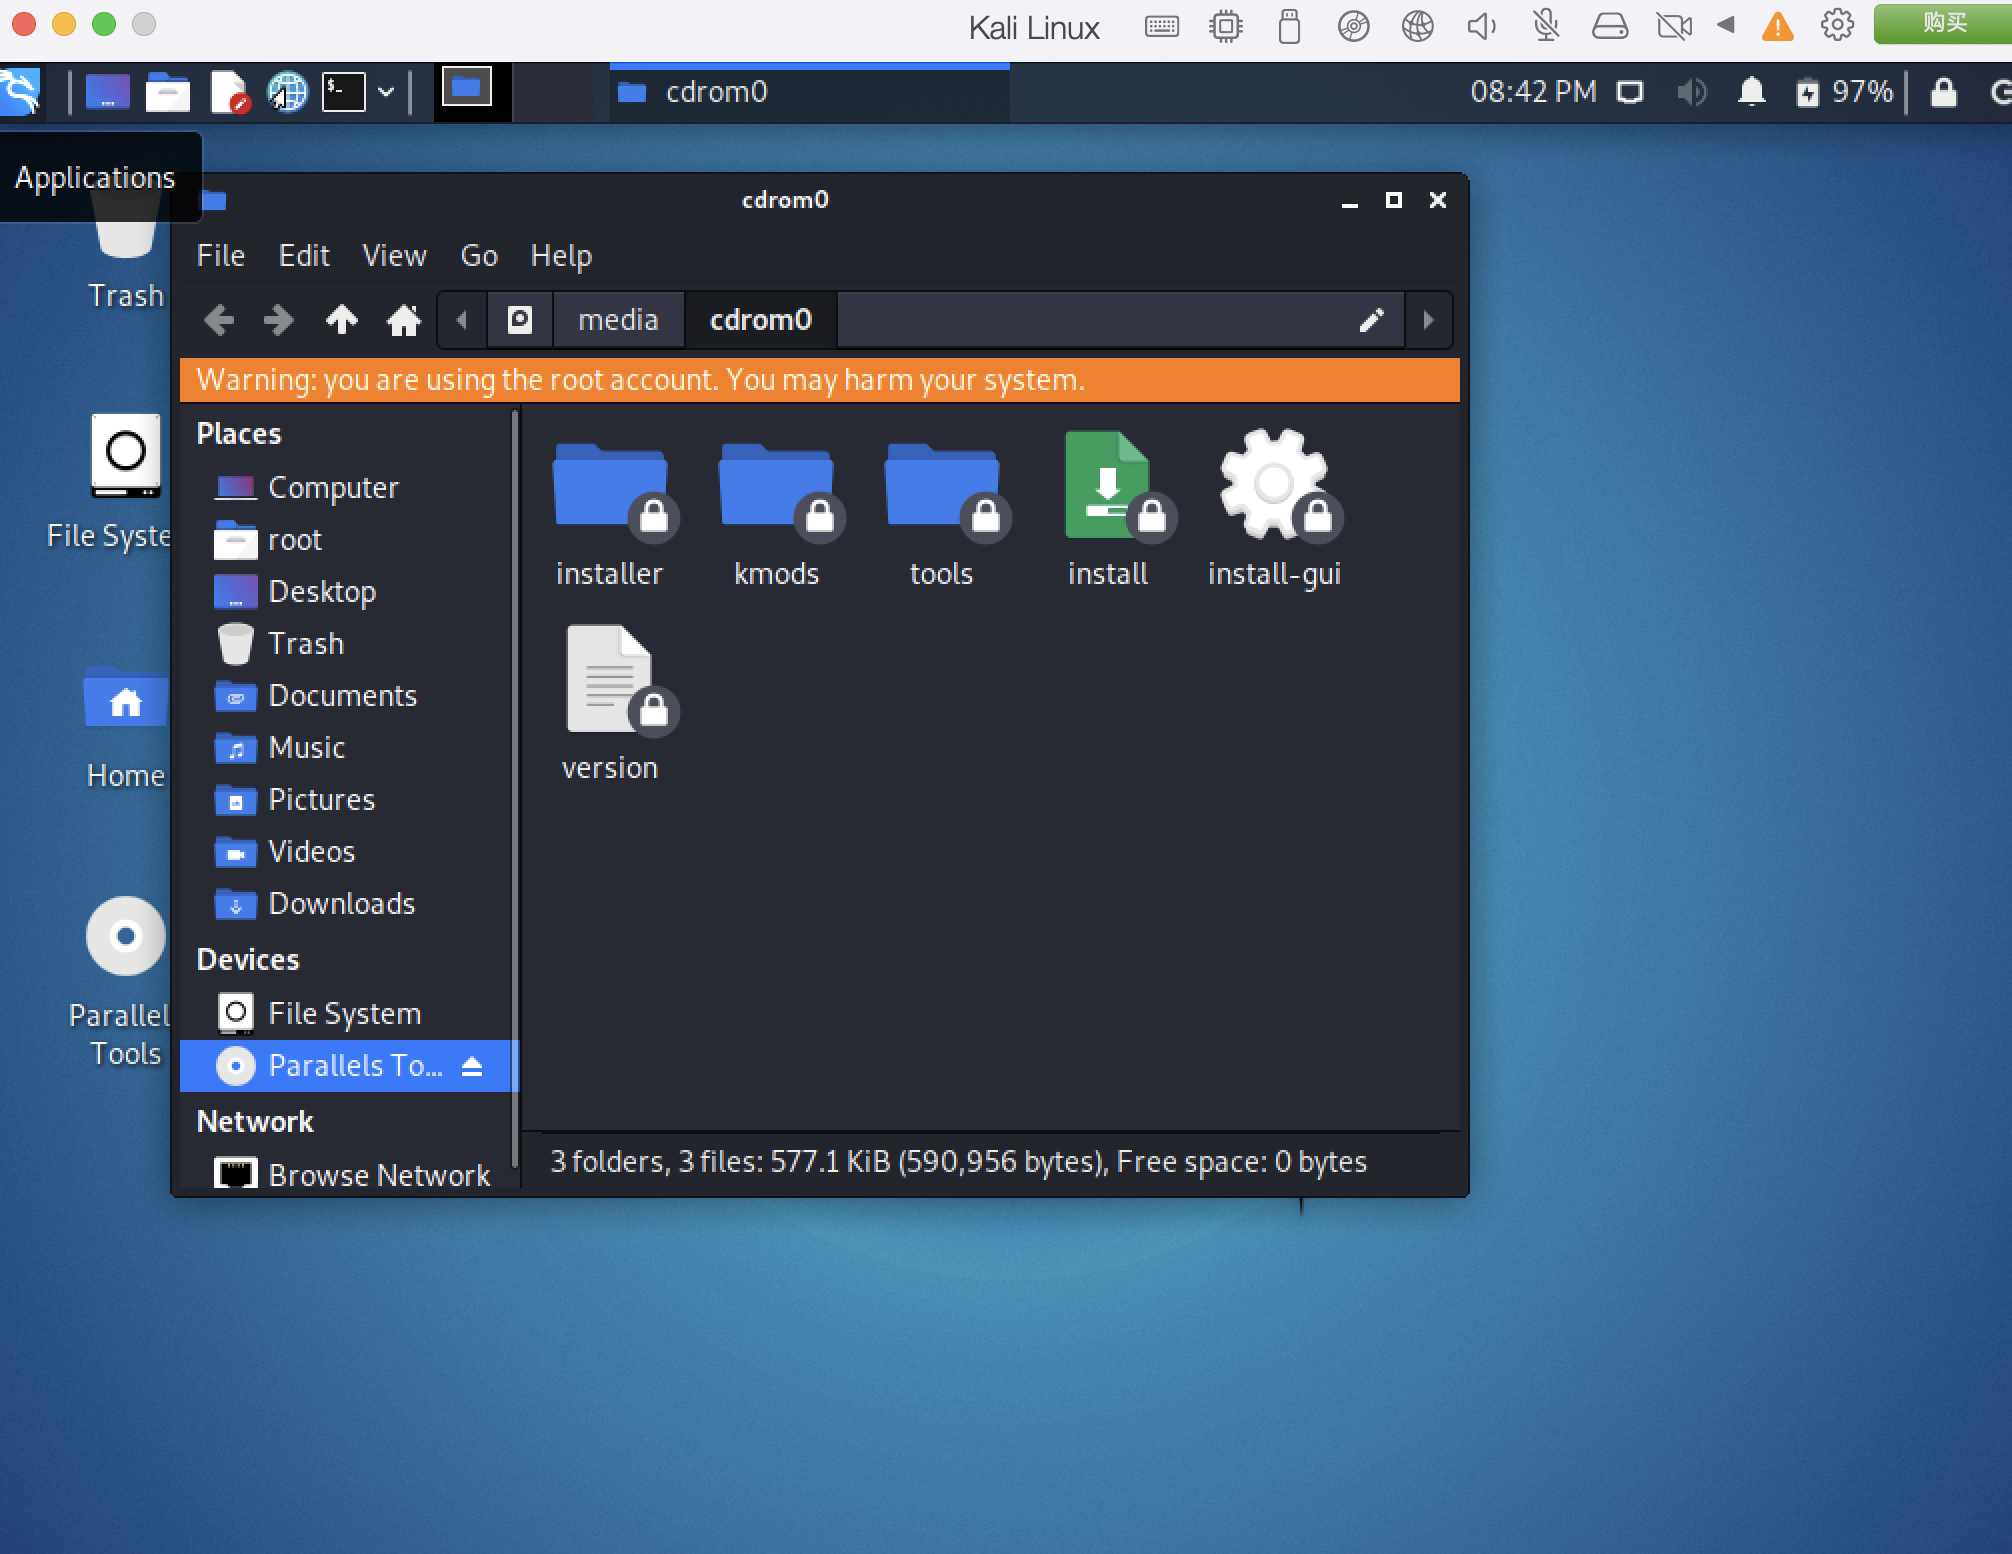 Kali Linux
购买
$-
cdrom0
08:42 PM
97%
Applications
Trash
File Syste
Home
Parallel
Tools
cdrom0
File Edit View Go Help
media
cdrom0
Warning: you are using the root account. You may harm your system.
Places
Computer
root
Desktop
Trash
Documents
Music
Pictures
Videos
Downloads
Devices
File System
Parallels To...
Network
Browse Network
installer
kmods
tools
install
install-gui
version
3 folders, 3 files: 577.1 KiB (590,956 bytes), Free space: 0 bytes